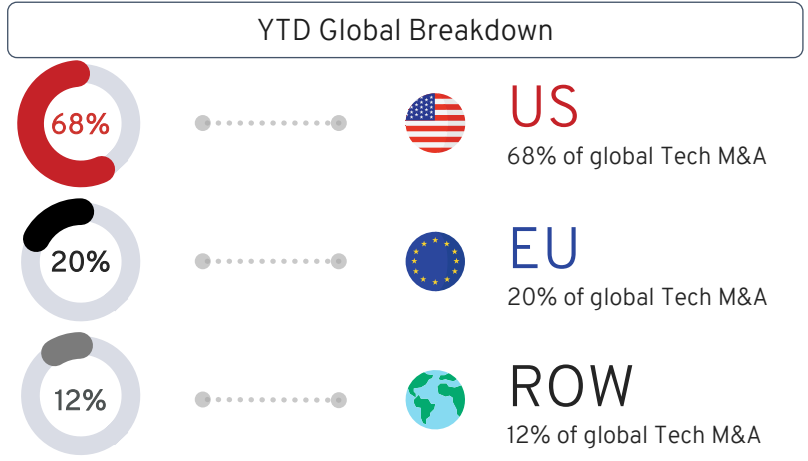 YTD Global Breakdown
68%
US
68% of global Tech M&A
20%
EU
20% of global Tech M&A
12%
ROW
12% of global Tech M&A